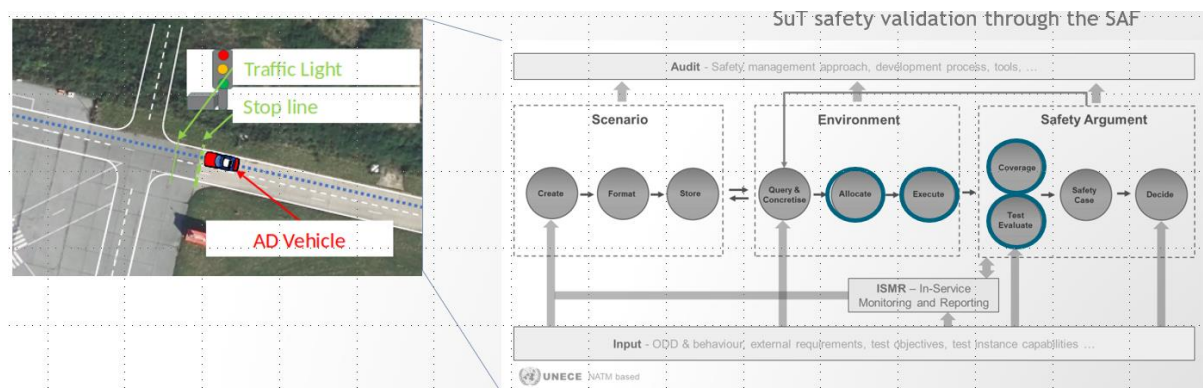 SuT safety validation through the SAF
Traffic Light
Stop line
AD Vehicle
Audit - Safety management approach, development process, tools, ...
Scenario
Environment
Safety Argument
Create
Format
Store
Query &
Concretise
Allocate
Execute
Coverage
Test
Evaluate
Safety
Case
Decide
ISMR – In-Service
Monitoring and Reporting
Input - ODD & behaviour, external requirements, test objectives, test instance capabilities ...
UNECE NATM based